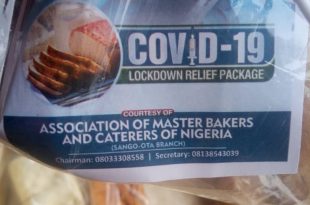 COVID-19
LOCKDOWN RELIEF PACKAGE
COURTESY OF
ASSOCIATION OF MASTER BAKERS
AND CATERERS OF NIGERIA
(SANGO-OTA BRANCH)
Chairman: 08033308558 | Secretary: 08138543039